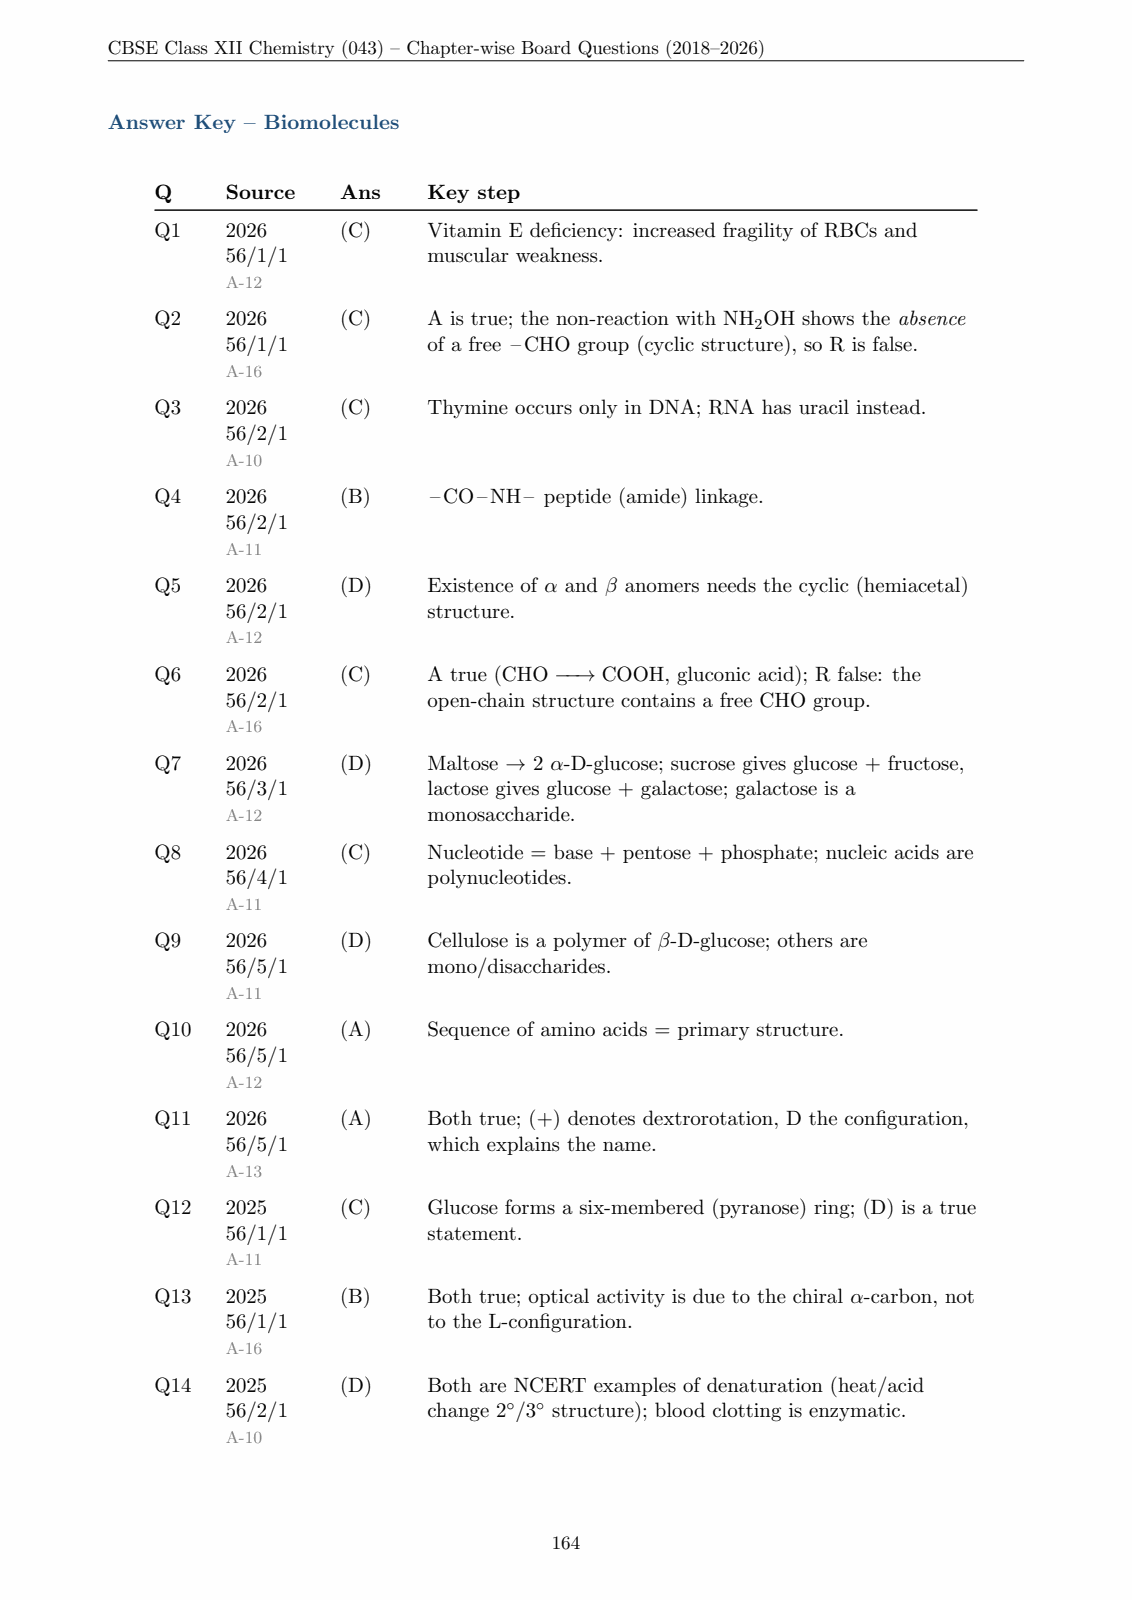 CBSE Class XII Chemistry (043) – Chapter-wise Board Questions (2018–2026)
Answer Key – Biomolecules
Q Source Ans Key step
Q1 2026 (C) Vitamin E deficiency: increased fragility of RBCs and
56/1/1 muscular weakness.
A-12
Q2 2026 (C) A is true; the non-reaction with NH₂OH shows the absence
56/1/1 of a free –CHO group (cyclic structure), so R is false.
A-16
Q3 2026 (C) Thymine occurs only in DNA; RNA has uracil instead.
56/2/1
A-10
Q4 2026 (B) –CO–NH– peptide (amide) linkage.
56/2/1
A-11
Q5 2026 (D) Existence of α and β anomers needs the cyclic (hemiacetal)
56/2/1 structure.
A-12
Q6 2026 (C) A true (CHO ⟶ COOH, gluconic acid); R false: the
56/2/1 open-chain structure contains a free CHO group.
A-16
Q7 2026 (D) Maltose → 2 α-D-glucose; sucrose gives glucose + fructose,
56/3/1 lactose gives glucose + galactose; galactose is a
A-12 monosaccharide.
Q8 2026 (C) Nucleotide = base + pentose + phosphate; nucleic acids are
56/4/1 polynucleotides.
A-11
Q9 2026 (D) Cellulose is a polymer of β-D-glucose; others are
56/5/1 mono/disaccharides.
A-11
Q10 2026 (A) Sequence of amino acids = primary structure.
56/5/1
A-12
Q11 2026 (A) Both true; (+) denotes dextrorotation, D the configuration,
56/5/1 which explains the name.
A-13
Q12 2025 (C) Glucose forms a six-membered (pyranose) ring; (D) is a true
56/1/1 statement.
A-11
Q13 2025 (B) Both true; optical activity is due to the chiral α-carbon, not
56/1/1 to the L-configuration.
A-16
Q14 2025 (D) Both are NCERT examples of denaturation (heat/acid
56/2/1 change 2°/3° structure); blood clotting is enzymatic.
A-10
164